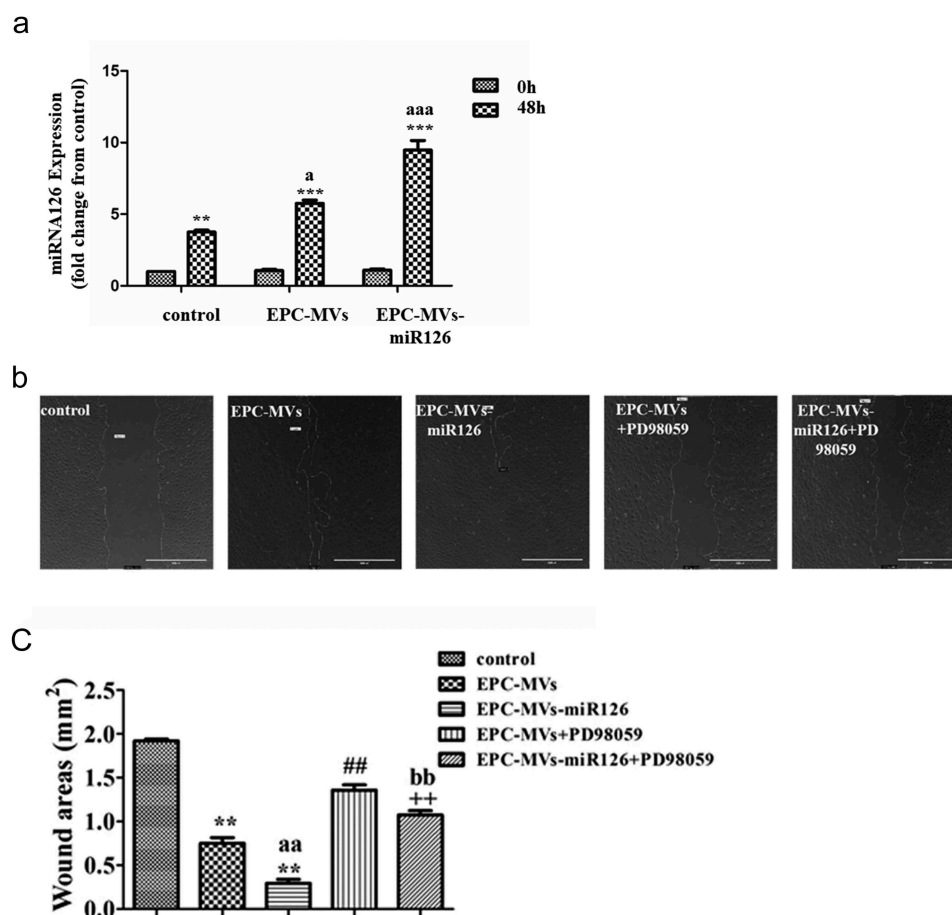 a
miRNA126 Expression
(fold change from control)
15
10
5
0
**
a
***
aaa
***
0h
48h
control
EPC-MVs
EPC-MVs-
miR126
b
control
EPC-MVs
EPC-MVs-
miR126
EPC-MVs
+PD98059
EPC-MVs-
miR126+PD
98059
C
control
EPC-MVs
EPC-MVs-miR126
EPC-MVs+PD98059
EPC-MVs-miR126+PD98059
Wound areas (mm²)
2.5
2.0
1.5
1.0
0.5
0.0
**
aa
**
##
bb
++